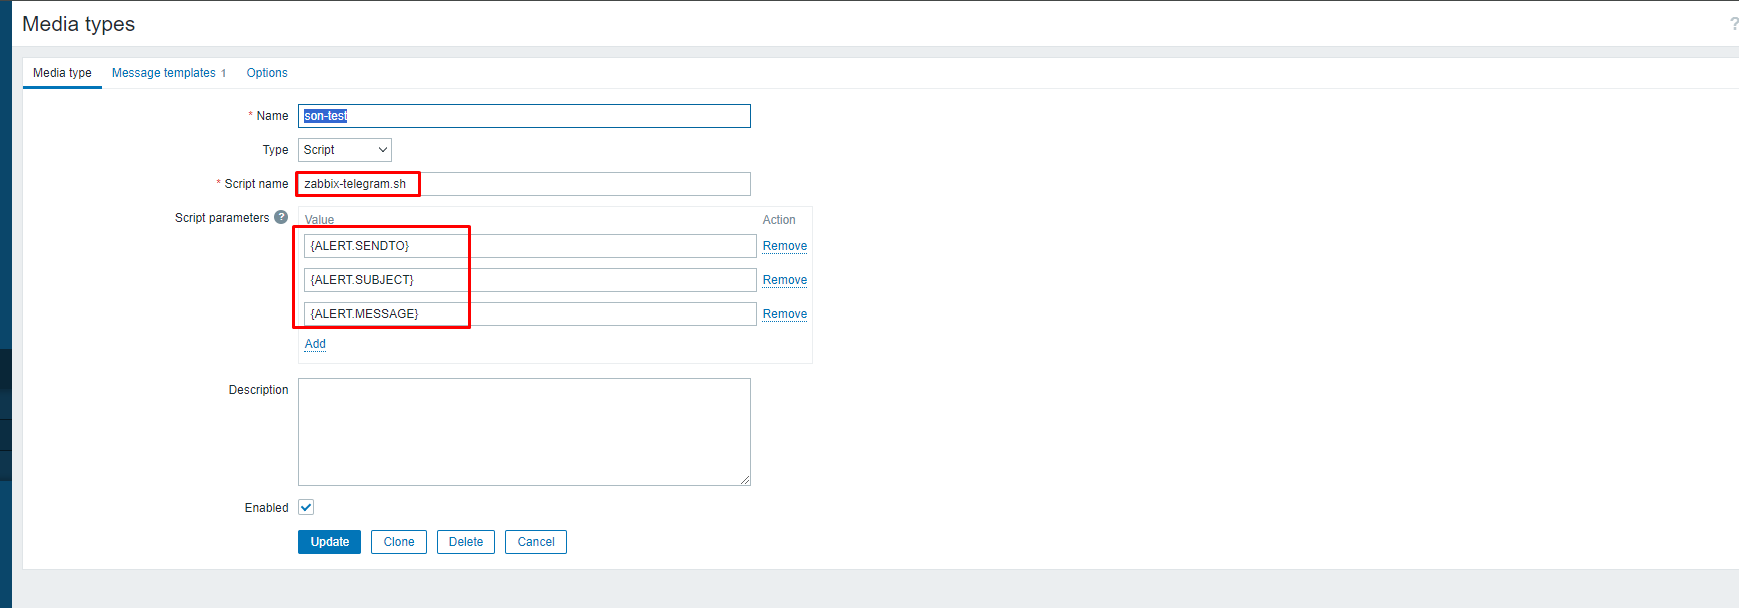 Media types
?
Media type Message templates 1 Options
* Name son-test
Type Script
* Script name zabbix-telegram.sh
Script parameters ? Value Action
{ALERT.SENDTO} Remove
{ALERT.SUBJECT} Remove
{ALERT.MESSAGE} Remove
Add
Description
Enabled
Update Clone Delete Cancel